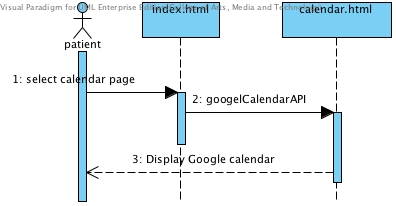 Visual Paradigm for UML Enterprise Edition Arts, Media and Techno
index.html
calendar.html
patient
1: select calendar page
2: googelCalendarAPI
3: Display Google calendar